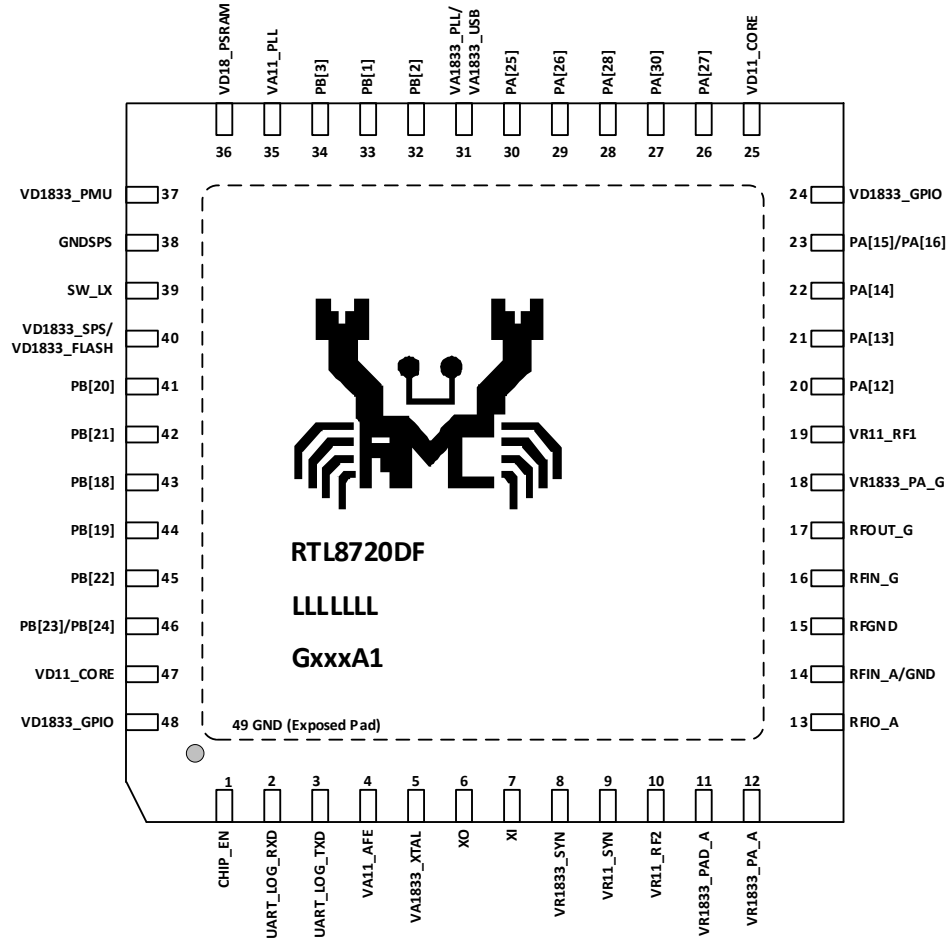 VD18_PSRAM
VA11_PLL
PB[3]
PB[1]
PB[2]
VA1833_PLL/
VA1833_USB
PA[25]
PA[26]
PA[28]
PA[30]
PA[27]
VD11_CORE
36 35 34 33 32 31 30 29 28 27 26 25
VD1833_PMU 37
GNDSPS 38
SW_LX 39
VD1833_SPS/
VD1833_FLASH 40
PB[20] 41
PB[21] 42
PB[18] 43
PB[19] 44
PB[22] 45
PB[23]/PB[24] 46
VD11_CORE 47
VD1833_GPIO 48
24 VD1833_GPIO
23 PA[15]/PA[16]
22 PA[14]
21 PA[13]
20 PA[12]
19 VR11_RF1
18 VR1833_PA_G
17 RFOUT_G
16 RFIN_G
15 RFGND
14 RFIN_A/GND
13 RFIO_A
AMC
RTL8720DF
LLLLLLL
GxxxA1
49 GND (Exposed Pad)
1 2 3 4 5 6 7 8 9 10 11 12
CHIP_EN
UART_LOG_RXD
UART_LOG_TXD
VA11_AFE
VA1833_XTAL
XO
XI
VR1833_SYN
VR11_SYN
VR11_RF2
VR1833_PAD_A
VR1833_PA_A